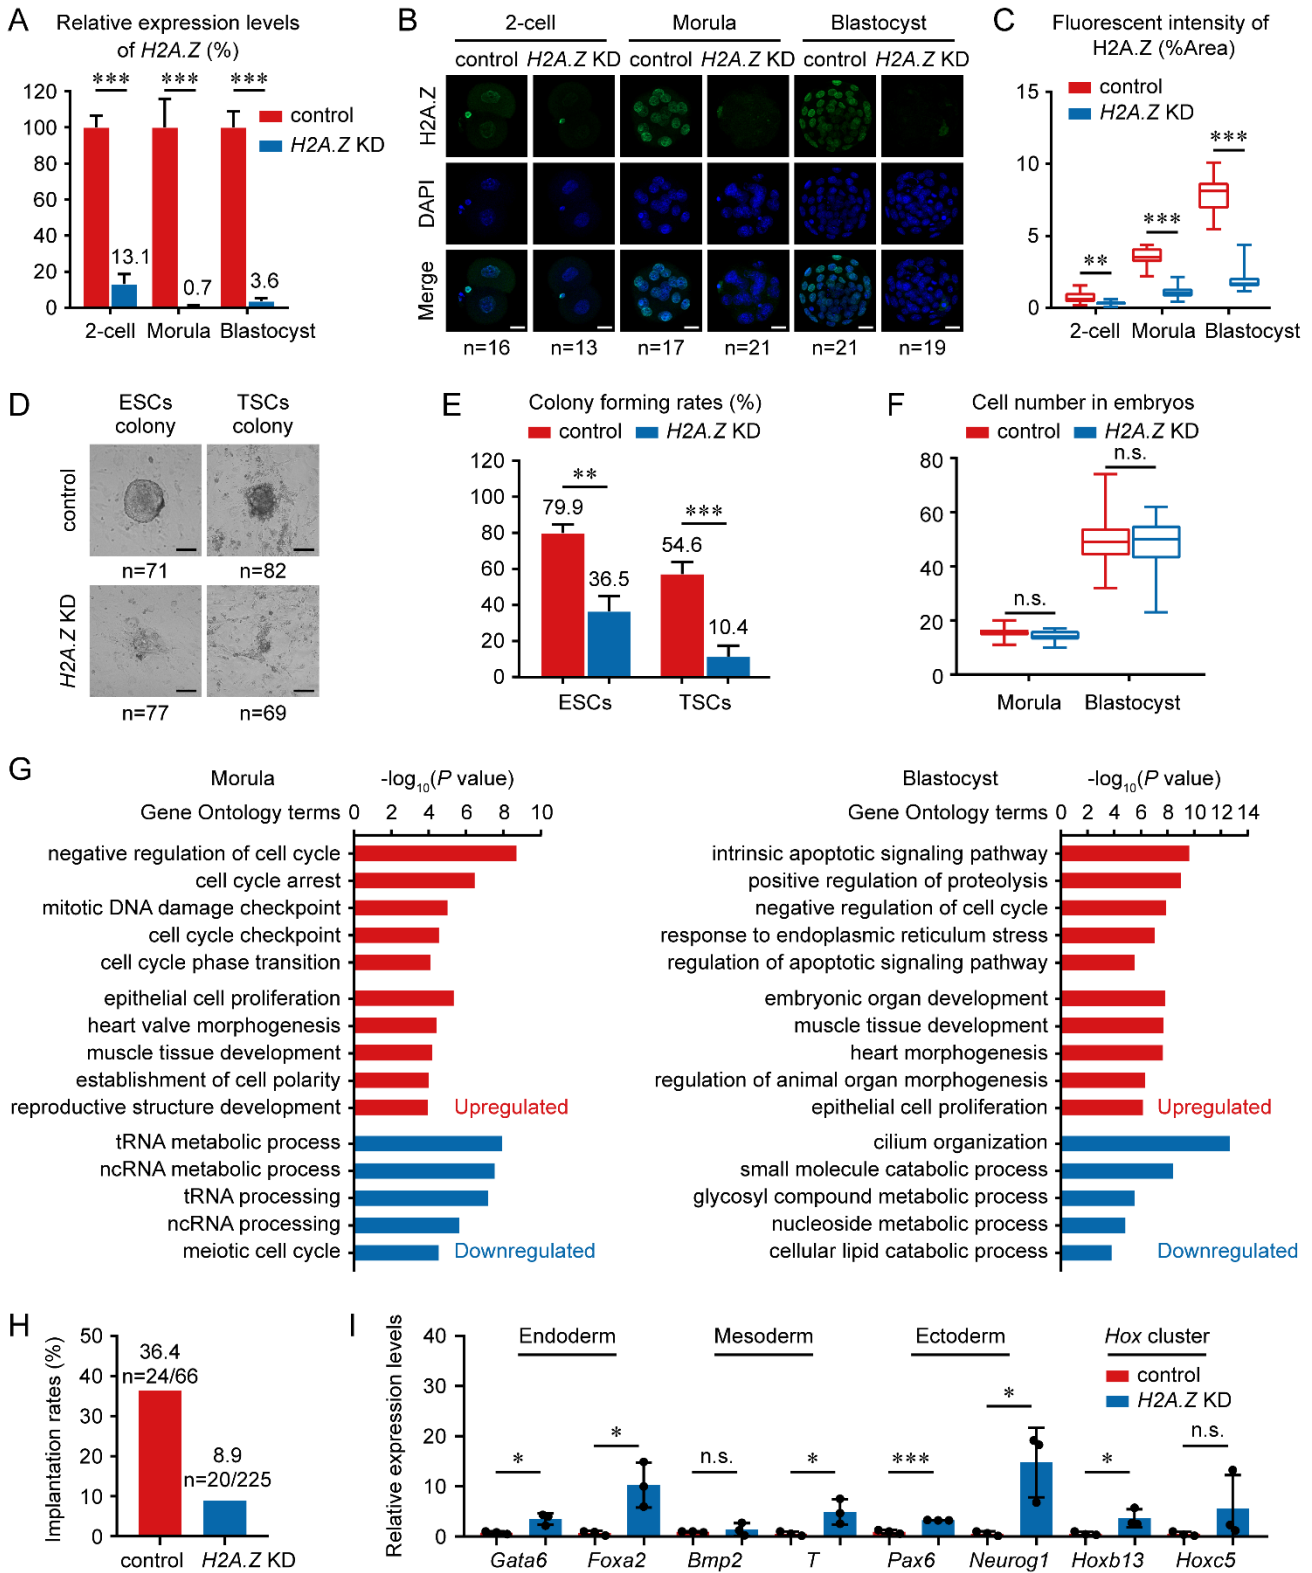 A
Relative expression levels
of H2A.Z (%)
*** *** ***
120
100
80
60
40
20
0
control
H2A.Z KD
13.1
0.7
3.6
2-cell Morula Blastocyst
B
2-cell Morula Blastocyst
control H2A.Z KD control H2A.Z KD control H2A.Z KD
H2A.Z
DAPI
Merge
n=16 n=13 n=17 n=21 n=21 n=19
C
Fluorescent intensity of
H2A.Z (%Area)
control
H2A.Z KD
15
10
5
0
**
***
***
2-cell Morula Blastocyst
D
ESCs colony
TSCs colony
control
n=71 n=82
H2A.Z KD
n=77 n=69
E
Colony forming rates (%)
control H2A.Z KD
120
100
80
60
40
20
0
**
***
79.9
36.5
54.6
10.4
ESCs TSCs
F
Cell number in embryos
control H2A.Z KD
80
60
40
20
0
n.s.
n.s.
Morula Blastocyst
G
Morula -log10(P value)
Gene Ontology terms 0 2 4 6 8 10
negative regulation of cell cycle
cell cycle arrest
mitotic DNA damage checkpoint
cell cycle checkpoint
cell cycle phase transition
epithelial cell proliferation
heart valve morphogenesis
muscle tissue development
establishment of cell polarity
reproductive structure development Upregulated
tRNA metabolic process
ncRNA metabolic process
tRNA processing
ncRNA processing
meiotic cell cycle Downregulated
Blastocyst -log10(P value)
Gene Ontology terms 0 2 4 6 8 10 12 14
intrinsic apoptotic signaling pathway
positive regulation of proteolysis
negative regulation of cell cycle
response to endoplasmic reticulum stress
regulation of apoptotic signaling pathway
embryonic organ development
muscle tissue development
heart morphogenesis
regulation of animal organ morphogenesis
epithelial cell proliferation Upregulated
cilium organization
small molecule catabolic process
glycosyl compound metabolic process
nucleoside metabolic process
cellular lipid catabolic process Downregulated
H
Implantation rates (%)
50
40
30
20
10
0
36.4
n=24/66
8.9
n=20/225
control H2A.Z KD
I
Relative expression levels
40
30
20
10
0
Endoderm Mesoderm Ectoderm Hox cluster
control
H2A.Z KD
* * n.s. * *** * * n.s.
Gata6 Foxa2 Bmp2 T Pax6 Neurog1 Hoxb13 Hoxc5